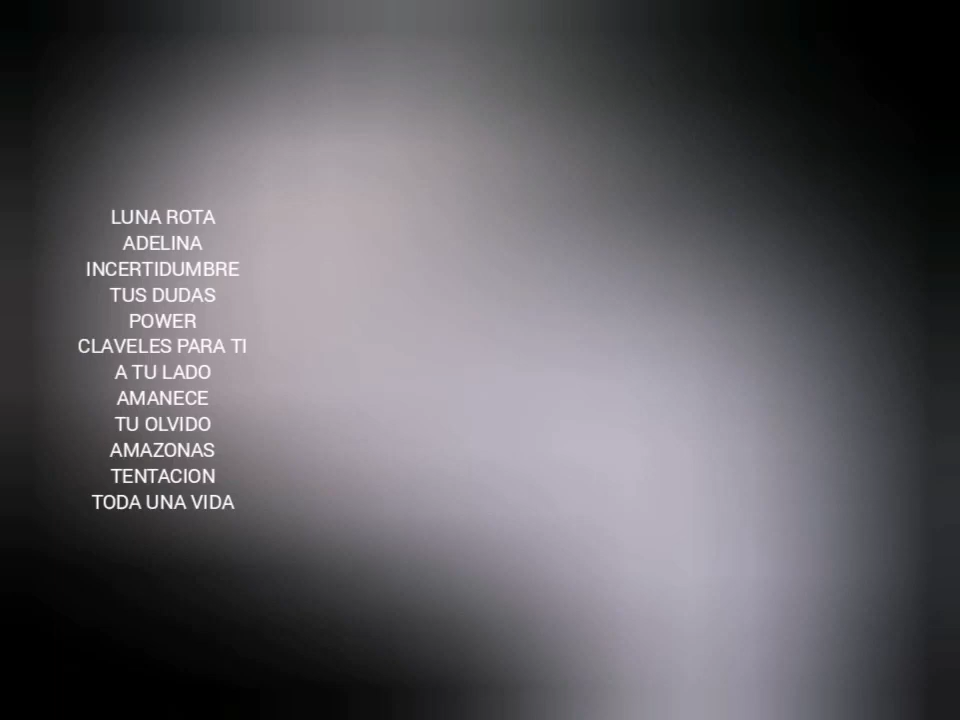 LUNA ROTA
ADELINA
INCERTIDUMBRE
TUS DUDAS
POWER
CLAVELES PARA TI
A TU LADO
AMANECE
TU OLVIDO
AMAZONAS
TENTACION
TODA UNA VIDA